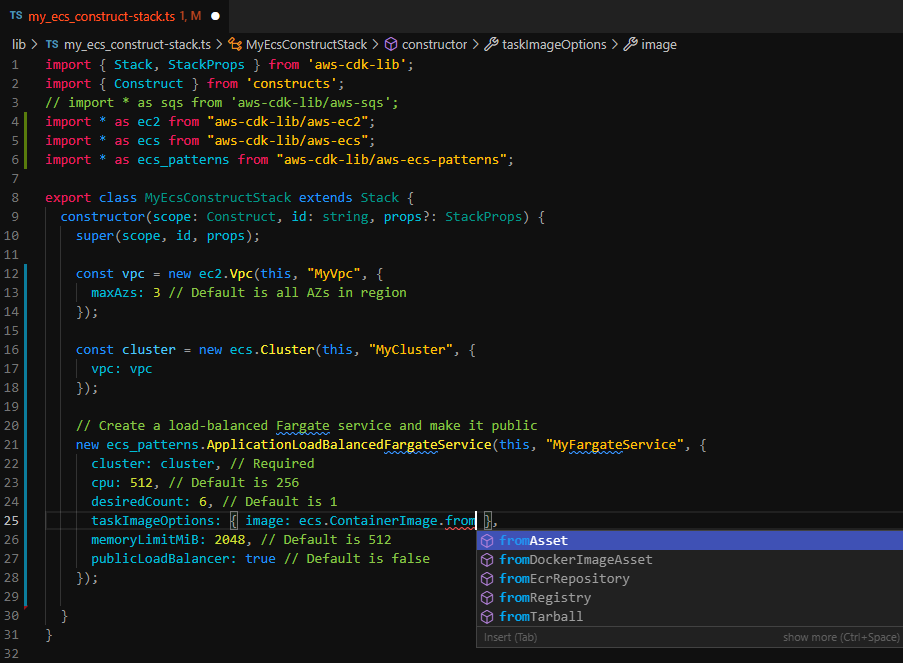 TS my_ecs_construct-stack.ts 1, M
lib > TS my_ecs_construct-stack.ts > MyEcsConstructStack > constructor > taskImageOptions > image
1 import { Stack, StackProps } from 'aws-cdk-lib';
2 import { Construct } from 'constructs';
3 // import * as sqs from 'aws-cdk-lib/aws-sqs';
4 import * as ec2 from "aws-cdk-lib/aws-ec2";
5 import * as ecs from "aws-cdk-lib/aws-ecs";
6 import * as ecs_patterns from "aws-cdk-lib/aws-ecs-patterns";
7
8 export class MyEcsConstructStack extends Stack {
9 constructor(scope: Construct, id: string, props?: StackProps) {
10 super(scope, id, props);
11
12 const vpc = new ec2.Vpc(this, "MyVpc", {
13 maxAzs: 3 // Default is all AZs in region
14 });
15
16 const cluster = new ecs.Cluster(this, "MyCluster", {
17 vpc: vpc
18 });
19
20 // Create a load-balanced Fargate service and make it public
21 new ecs_patterns.ApplicationLoadBalancedFargateService(this, "MyFargateService", {
22 cluster: cluster, // Required
23 cpu: 512, // Default is 256
24 desiredCount: 6, // Default is 1
25 taskImageOptions: { image: ecs.ContainerImage.from },
26 memoryLimitMiB: 2048, // Default is 512
27 publicLoadBalancer: true // Default is false
28 });
29
30 }
31 }
32
fromAsset
fromDockerImageAsset
fromEcrRepository
fromRegistry
fromTarball
Insert (Tab) show more (Ctrl+Space)